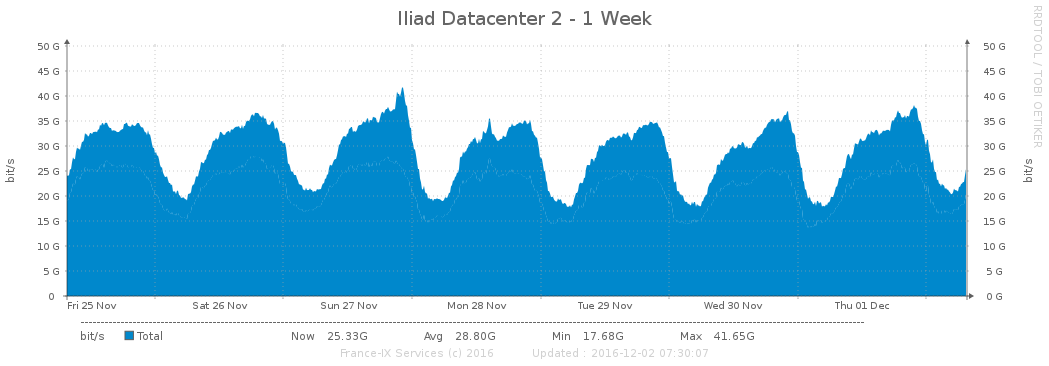 Iliad Datacenter 2 - 1 Week
RRDTOOL / TOBI OETIKER
50 G 50 G
45 G 45 G
40 G 40 G
35 G 35 G
30 G 30 G
25 G 25 G
20 G 20 G
15 G 15 G
10 G 10 G
5 G 5 G
0 0 G
bit/s
bit/s
Fri 25 Nov Sat 26 Nov Sun 27 Nov Mon 28 Nov Tue 29 Nov Wed 30 Nov Thu 01 Dec
bit/s Total Now 25.33G Avg 28.80G Min 17.68G Max 41.65G
France-IX Services (c) 2016 Updated : 2016-12-02 07:30:07